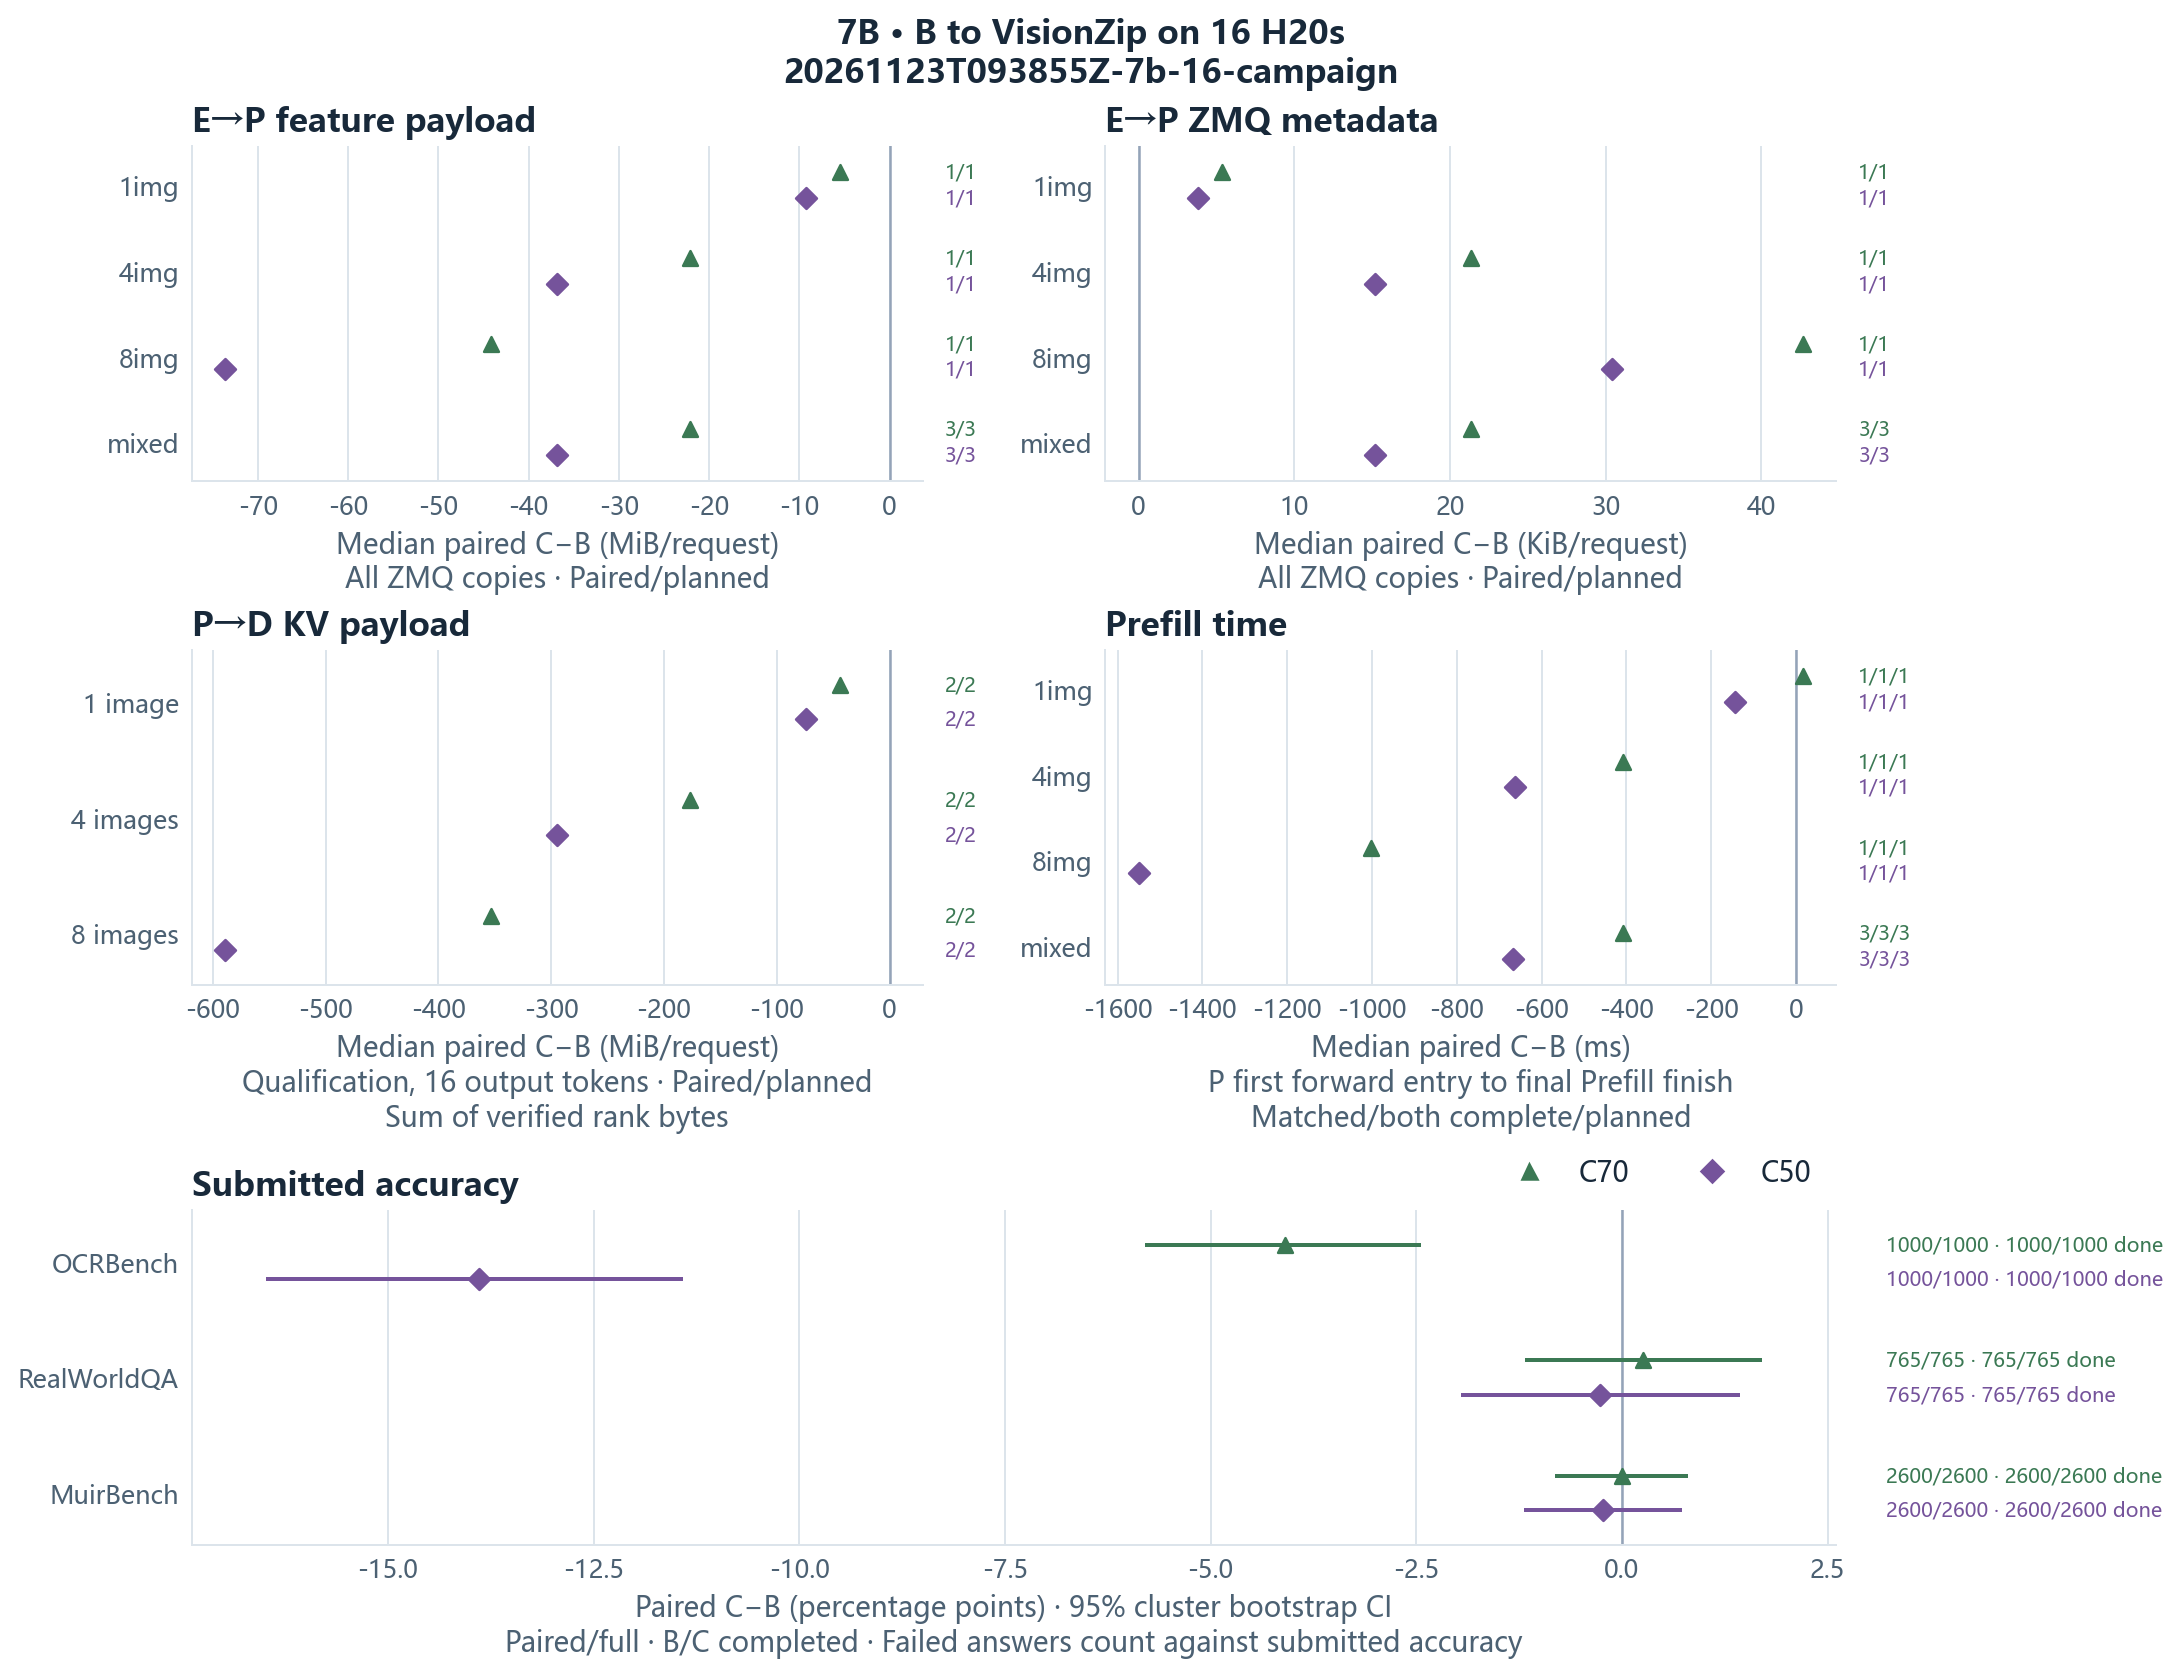 7B • B to VisionZip on 16 H20s
20261123T093855Z-7b-16-campaign
E→P feature payload
1img
4img
8img
mixed
1/1
1/1
1/1
1/1
1/1
1/1
3/3
3/3
-70 -60 -50 -40 -30 -20 -10 0
Median paired C−B (MiB/request)
All ZMQ copies · Paired/planned
E→P ZMQ metadata
1img
4img
8img
mixed
1/1
1/1
1/1
1/1
1/1
1/1
3/3
3/3
0 10 20 30 40
Median paired C−B (KiB/request)
All ZMQ copies · Paired/planned
P→D KV payload
1 image
4 images
8 images
2/2
2/2
2/2
2/2
2/2
2/2
-600 -500 -400 -300 -200 -100 0
Median paired C−B (MiB/request)
Qualification, 16 output tokens · Paired/planned
Sum of verified rank bytes
Prefill time
1img
4img
8img
mixed
1/1/1
1/1/1
1/1/1
1/1/1
1/1/1
1/1/1
3/3/3
3/3/3
-1600 -1400 -1200 -1000 -800 -600 -400 -200 0
Median paired C−B (ms)
P first forward entry to final Prefill finish
Matched/both complete/planned
Submitted accuracy
C70 C50
OCRBench
RealWorldQA
MuirBench
1000/1000 · 1000/1000 done
1000/1000 · 1000/1000 done
765/765 · 765/765 done
765/765 · 765/765 done
2600/2600 · 2600/2600 done
2600/2600 · 2600/2600 done
-15.0 -12.5 -10.0 -7.5 -5.0 -2.5 0.0 2.5
Paired C−B (percentage points) · 95% cluster bootstrap CI
Paired/full · B/C completed · Failed answers count against submitted accuracy